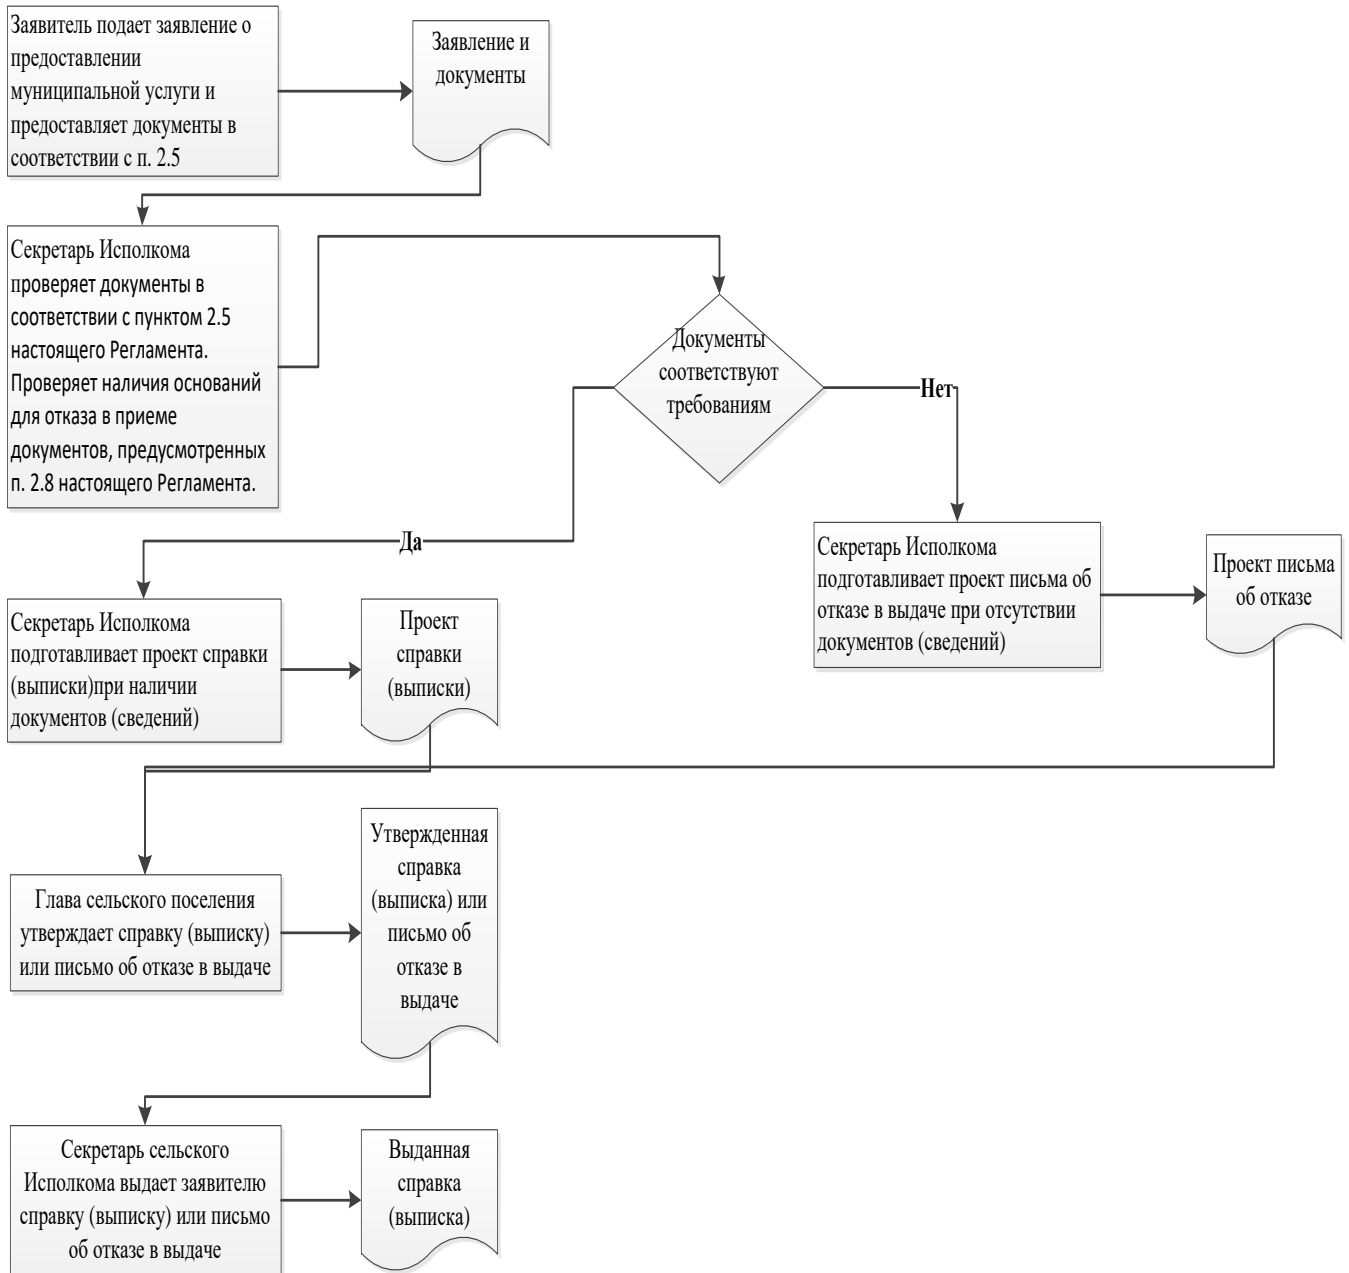 Заявитель подает заявление о
предоставлении
муниципальной услуги и
предоставляет документы в
соответствии с п. 2.5
Заявление и
документы
Секретарь Исполкома
проверяет документы в
соответствии с пунктом 2.5
настоящего Регламента.
Проверяет наличия оснований
для отказа в приеме
документов, предусмотренных
п. 2.8 настоящего Регламента.
Документы
соответствуют
требованиям
Нет
Да
Секретарь Исполкома
подготавливает проект письма об
отказе в выдаче при отсутствии
документов (сведений)
Проект письма
об отказе
Секретарь Исполкома
подготавливает проект справки
(выписки)при наличии
документов (сведений)
Проект
справки
(выписки)
Глава сельского поселения
утверждает справку (выписку)
или письмо об отказе в выдаче
Утвержденная
справка
(выписка) или
письмо об
отказе в
выдаче
Секретарь сельского
Исполкома выдает заявителю
справку (выписку) или письмо
об отказе в выдаче
Выданная
справка
(выписка)